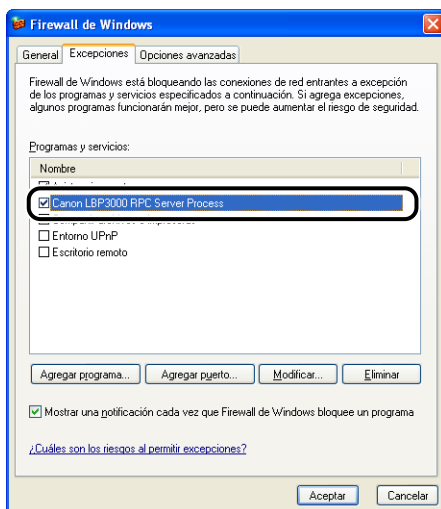 Firewall de Windows
General
Excepciones
Opciones avanzadas
Firewall de Windows está bloqueando las conexiones de red entrantes a excepción
de los programas y servicios especificados a continuación. Si agrega excepciones,
algunos programas funcionarán mejor, pero se puede aumentar el riesgo de seguridad.
Programas y servicios:
Nombre
Canon LBP3000 RPC Server Process
Entorno UPnP
Escritorio remoto
Agregar programa...
Agregar puerto...
Modificar...
Eliminar
Mostrar una notificación cada vez que Firewall de Windows bloquee un programa
¿Cuáles son los riesgos al permitir excepciones?
Aceptar
Cancelar